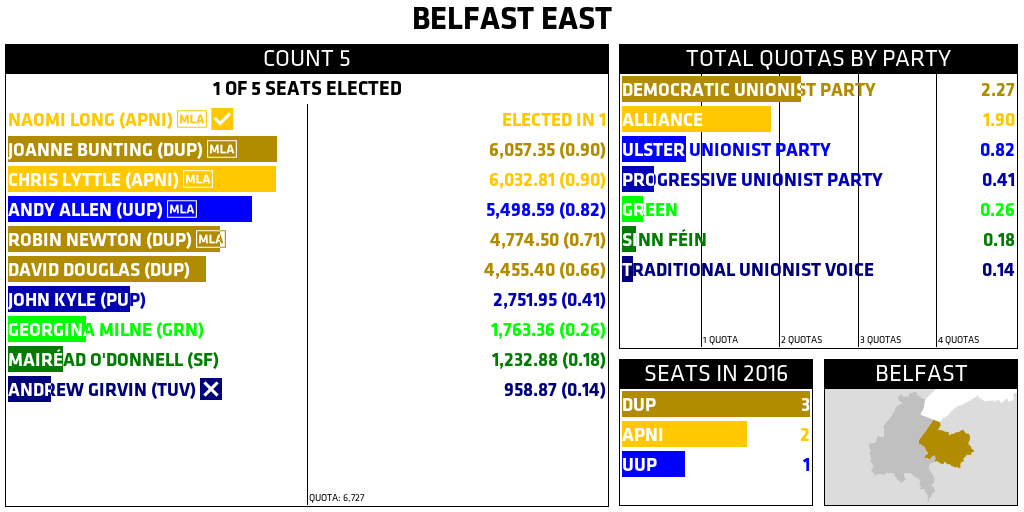 BELFAST EAST
COUNT 5
1 OF 5 SEATS ELECTED
NAOMI LONG (APNI) MLA ELECTED IN 1
JOANNE BUNTING (DUP) MLA 6,057.35 (0.90)
CHRIS LYTTLE (APNI) MLA 6,032.81 (0.90)
ANDY ALLEN (UUP) MLA 5,498.59 (0.82)
ROBIN NEWTON (DUP) MLA 4,774.50 (0.71)
DAVID DOUGLAS (DUP) 4,455.40 (0.66)
JOHN KYLE (PUP) 2,751.95 (0.41)
GEORGINA MILNE (GRN) 1,763.36 (0.26)
MAIRÉAD O'DONNELL (SF) 1,232.88 (0.18)
ANDREW GIRVIN (TUV) 958.87 (0.14)
QUOTA: 6,727
TOTAL QUOTAS BY PARTY
DEMOCRATIC UNIONIST PARTY 2.27
ALLIANCE 1.90
ULSTER UNIONIST PARTY 0.82
PROGRESSIVE UNIONIST PARTY 0.41
GREEN 0.26
SINN FÉIN 0.18
TRADITIONAL UNIONIST VOICE 0.14
1 QUOTA 2 QUOTAS 3 QUOTAS 4 QUOTAS
SEATS IN 2016
DUP 3
APNI 2
UUP 1
BELFAST